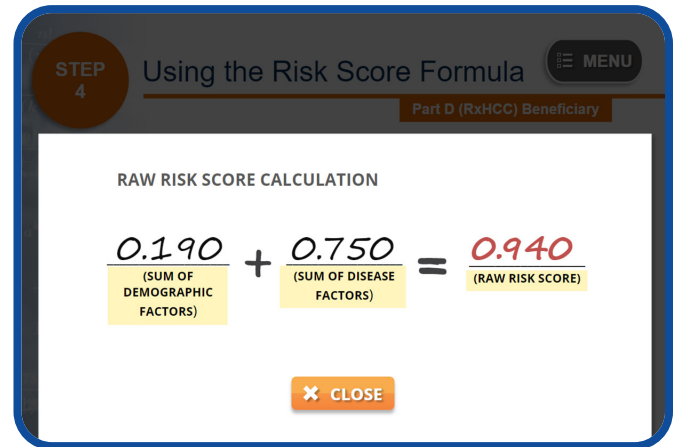 STEP
4
Using the Risk Score Formula
MENU
Part D (RxHCC) Beneficiary
RAW RISK SCORE CALCULATION
0.190 + 0.750 = 0.940
(SUM OF DEMOGRAPHIC FACTORS)
(SUM OF DISEASE FACTORS)
(RAW RISK SCORE)
CLOSE